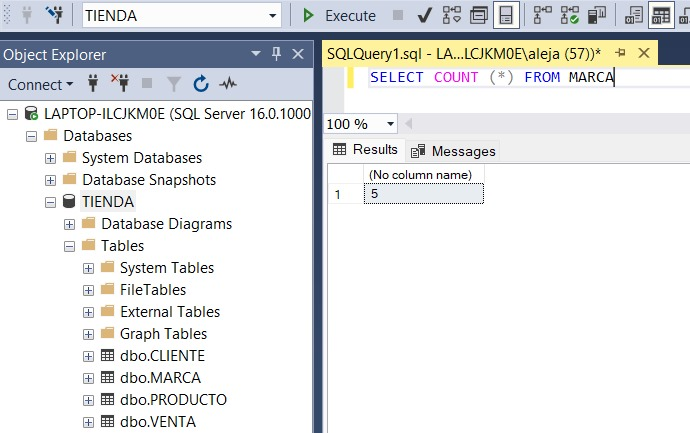 TIENDA
Execute
Object Explorer
Connect
LAPTOP-ILCJKM0E (SQL Server 16.0.1000
Databases
System Databases
Database Snapshots
TIENDA
Database Diagrams
Tables
System Tables
FileTables
External Tables
Graph Tables
dbo.CLIENTE
dbo.MARCA
dbo.PRODUCTO
dbo.VENTA
SQLQuery1.sql - LA...LCJKM0E\aleja (57))*
SELECT COUNT (*) FROM MARCA
100 %
Results
Messages
(No column name)
1
5